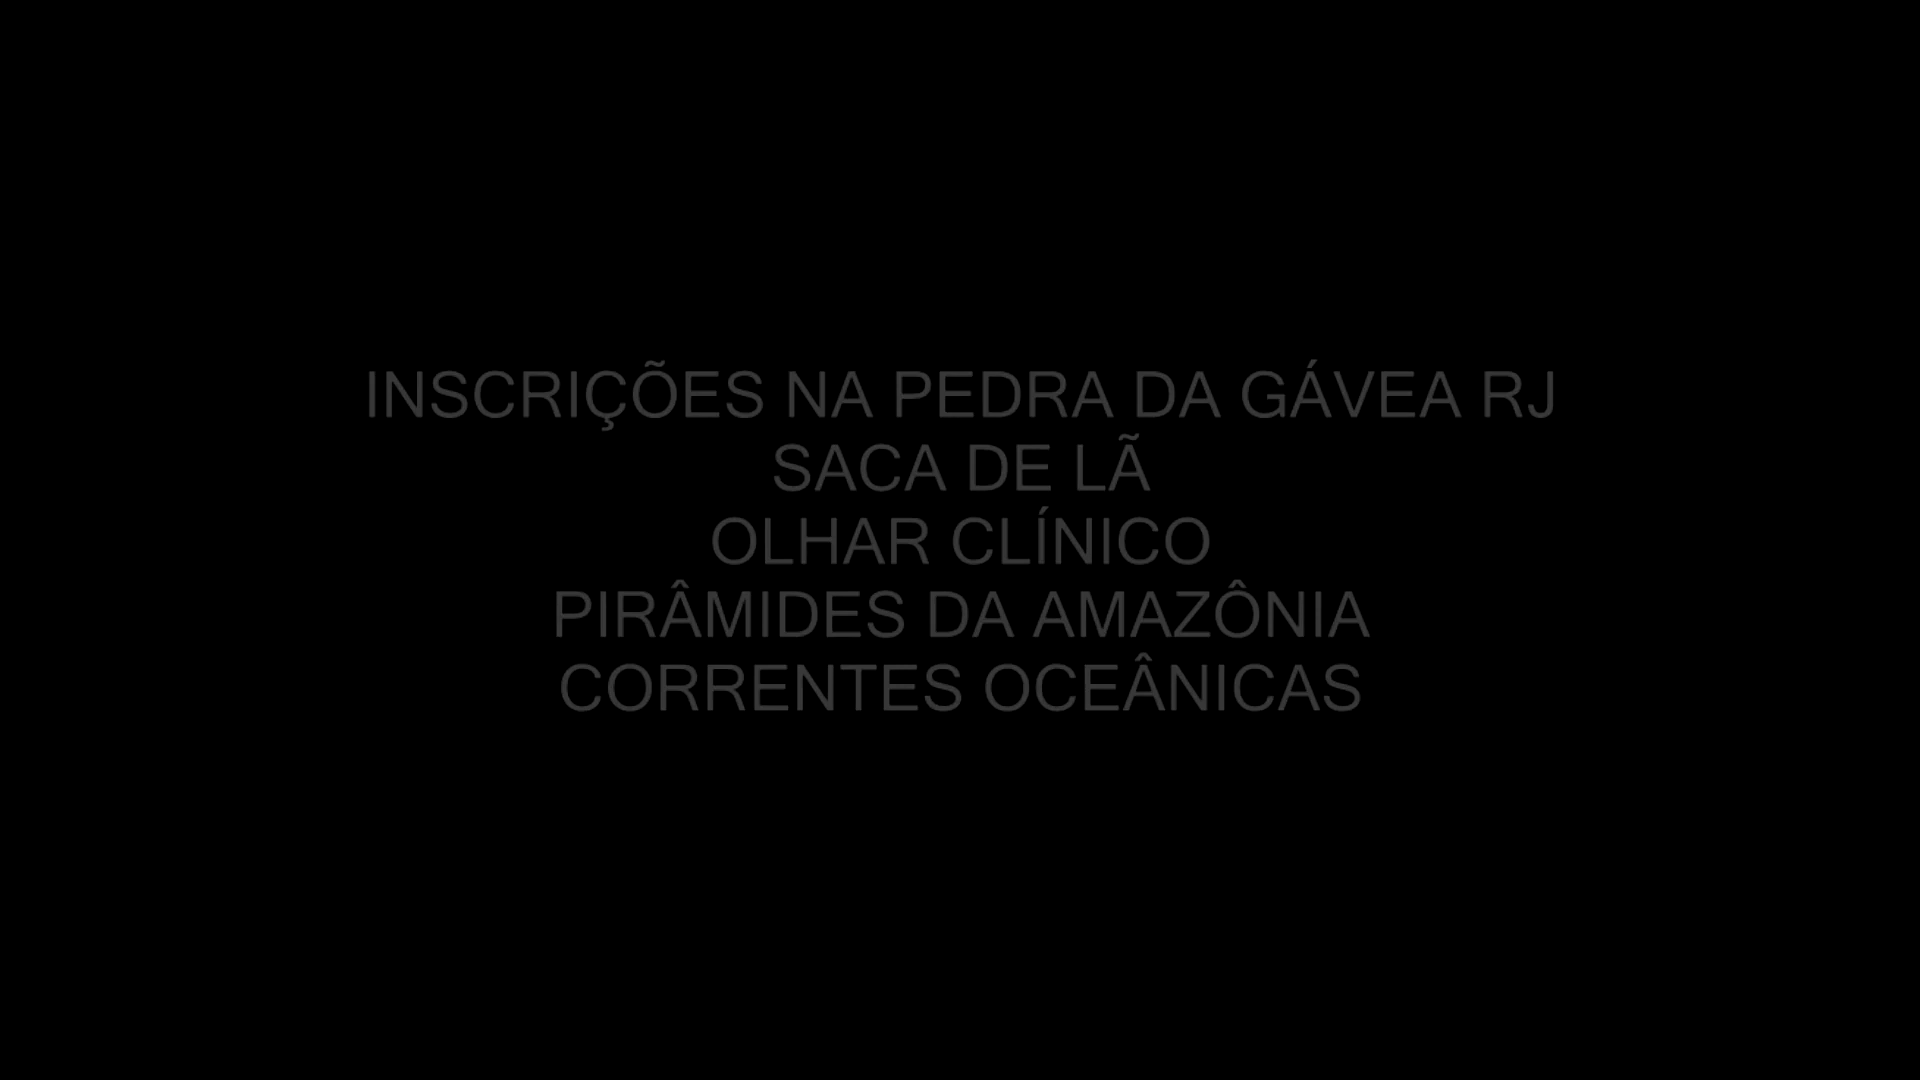 INSCRIÇÕES NA PEDRA DA GÁVEA RJ
SACA DE LÃ
OLHAR CLÍNICO
PIRÂMIDES DA AMAZÔNIA
CORRENTES OCEÂNICAS